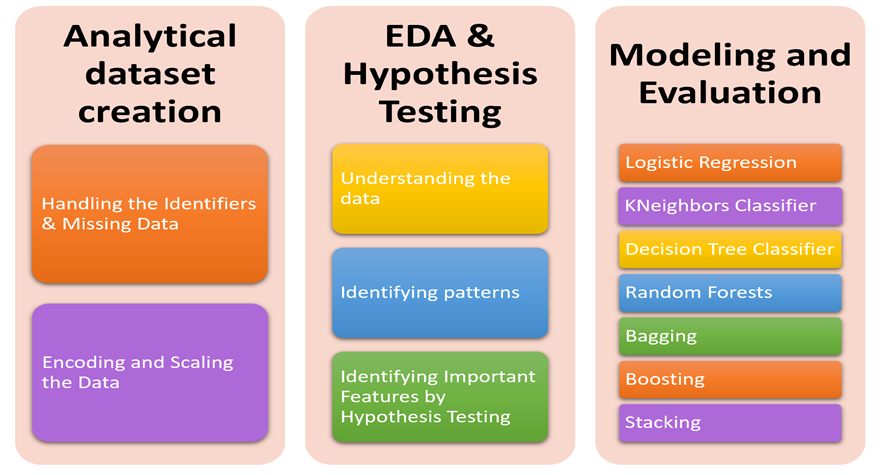 Analytical
dataset
creation
Handling the Identifiers
& Missing Data
Encoding and Scaling
the Data
EDA &
Hypothesis
Testing
Understanding the
data
Identifying patterns
Identifying Important
Features by
Hypothesis Testing
Modeling and
Evaluation
Logistic Regression
KNeighbors Classifier
Decision Tree Classifier
Random Forests
Bagging
Boosting
Stacking